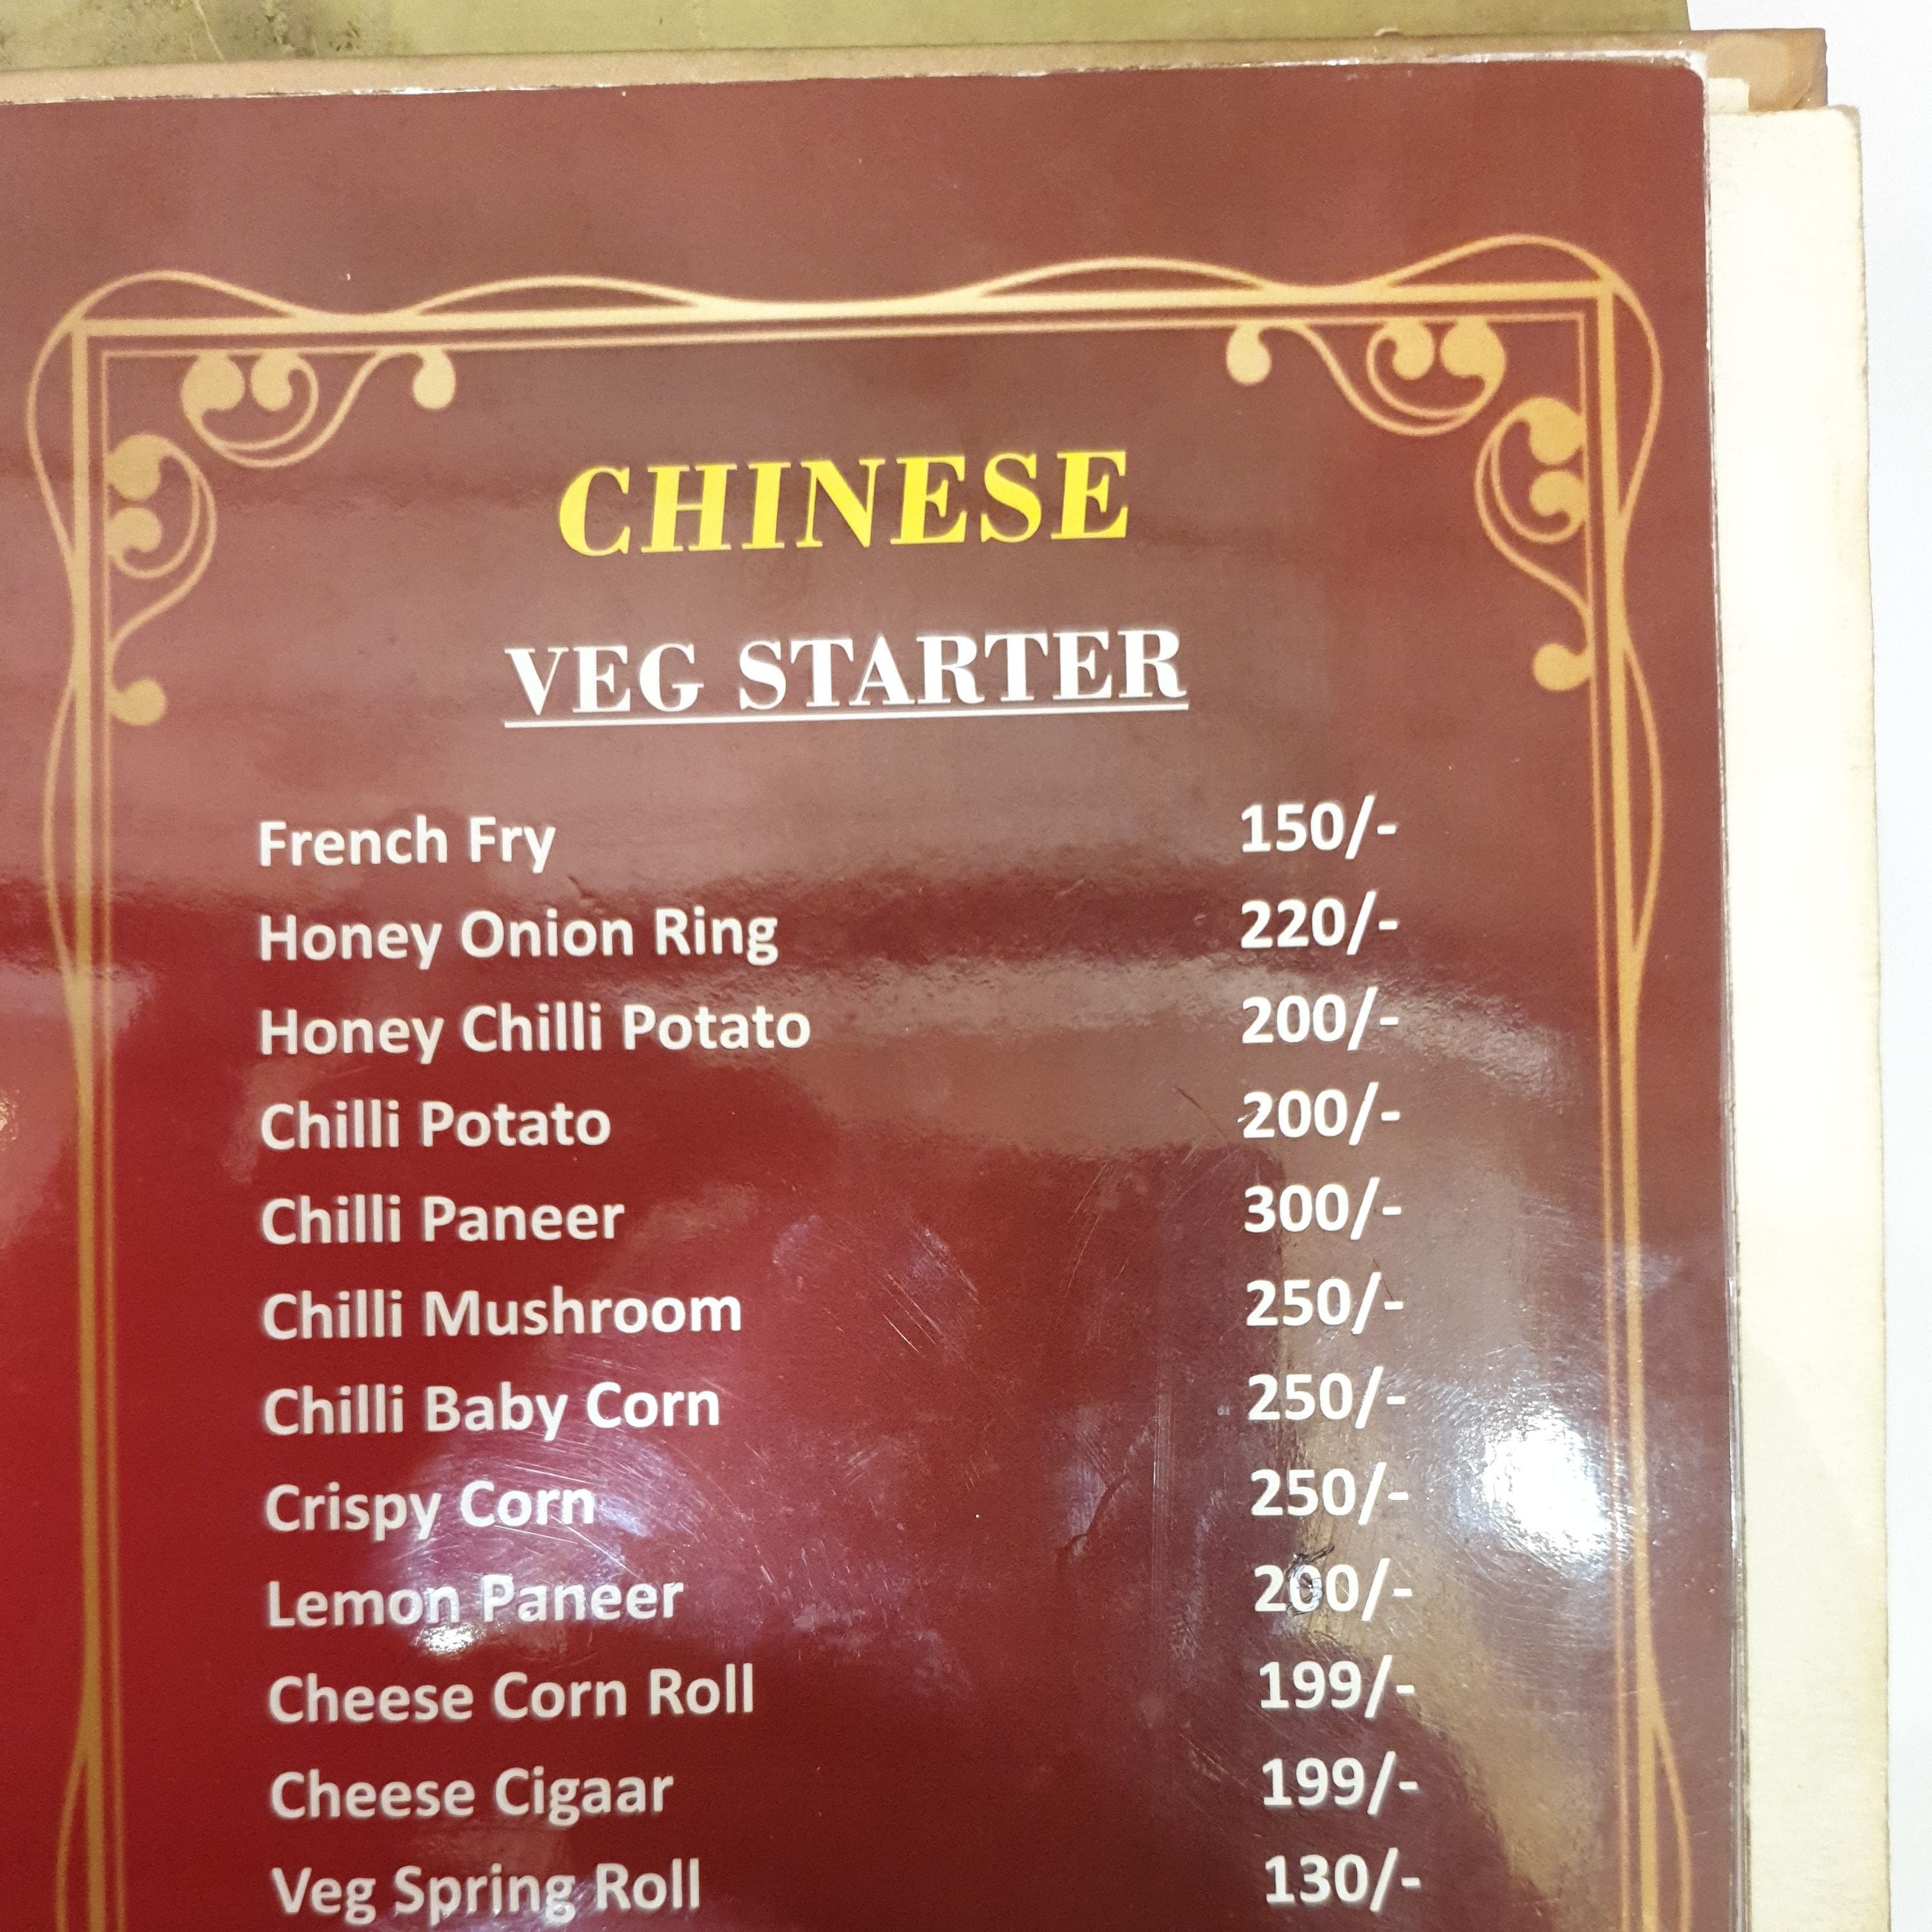 CHINESE
VEG STARTER
French Fry 150/-
Honey Onion Ring 220/-
Honey Chilli Potato 200/-
Chilli Potato 200/-
Chilli Paneer 300/-
Chilli Mushroom 250/-
Chilli Baby Corn 250/-
Crispy Corn 250/-
Lemon Paneer 200/-
Cheese Corn Roll 199/-
Cheese Cigaar 199/-
Veg Spring Roll 130/-